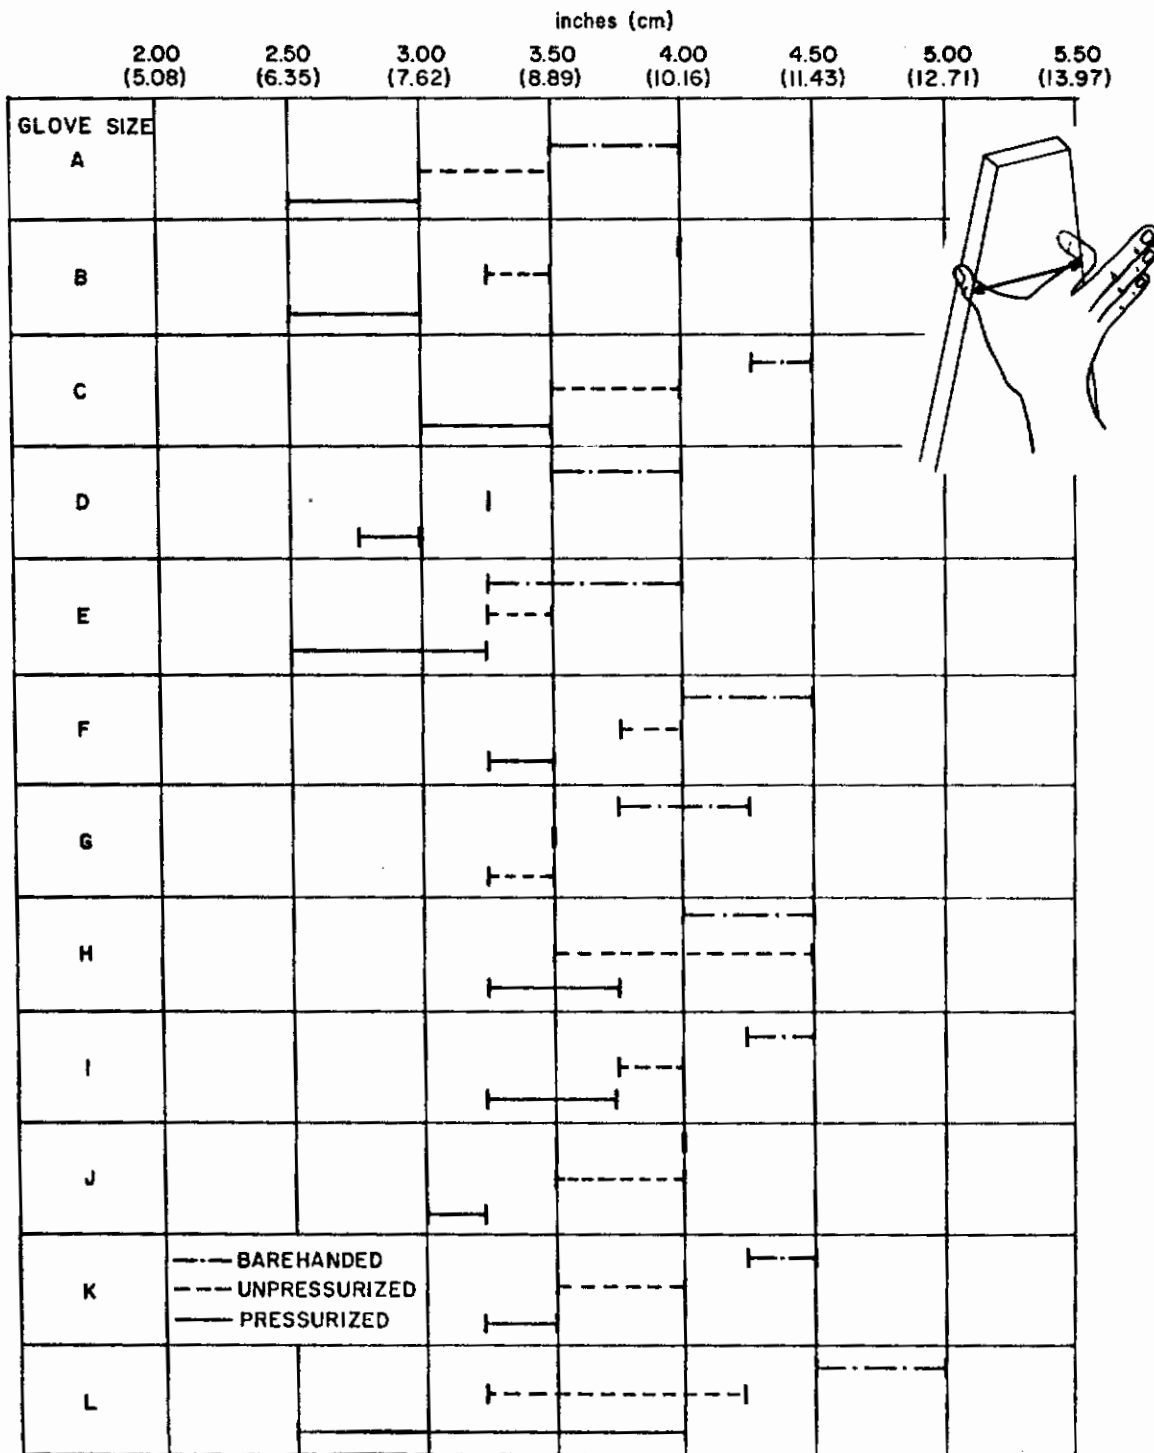 inches (cm)
2.00 2.50 3.00 3.50 4.00 4.50 5.00 5.50
(5.08) (6.35) (7.62) (8.89) (10.16) (11.43) (12.71) (13.97)
GLOVE SIZE
A
B
C
D
E
F
G
H
I
J
BAREHANDED
UNPRESSURIZED
K
PRESSURIZED
L